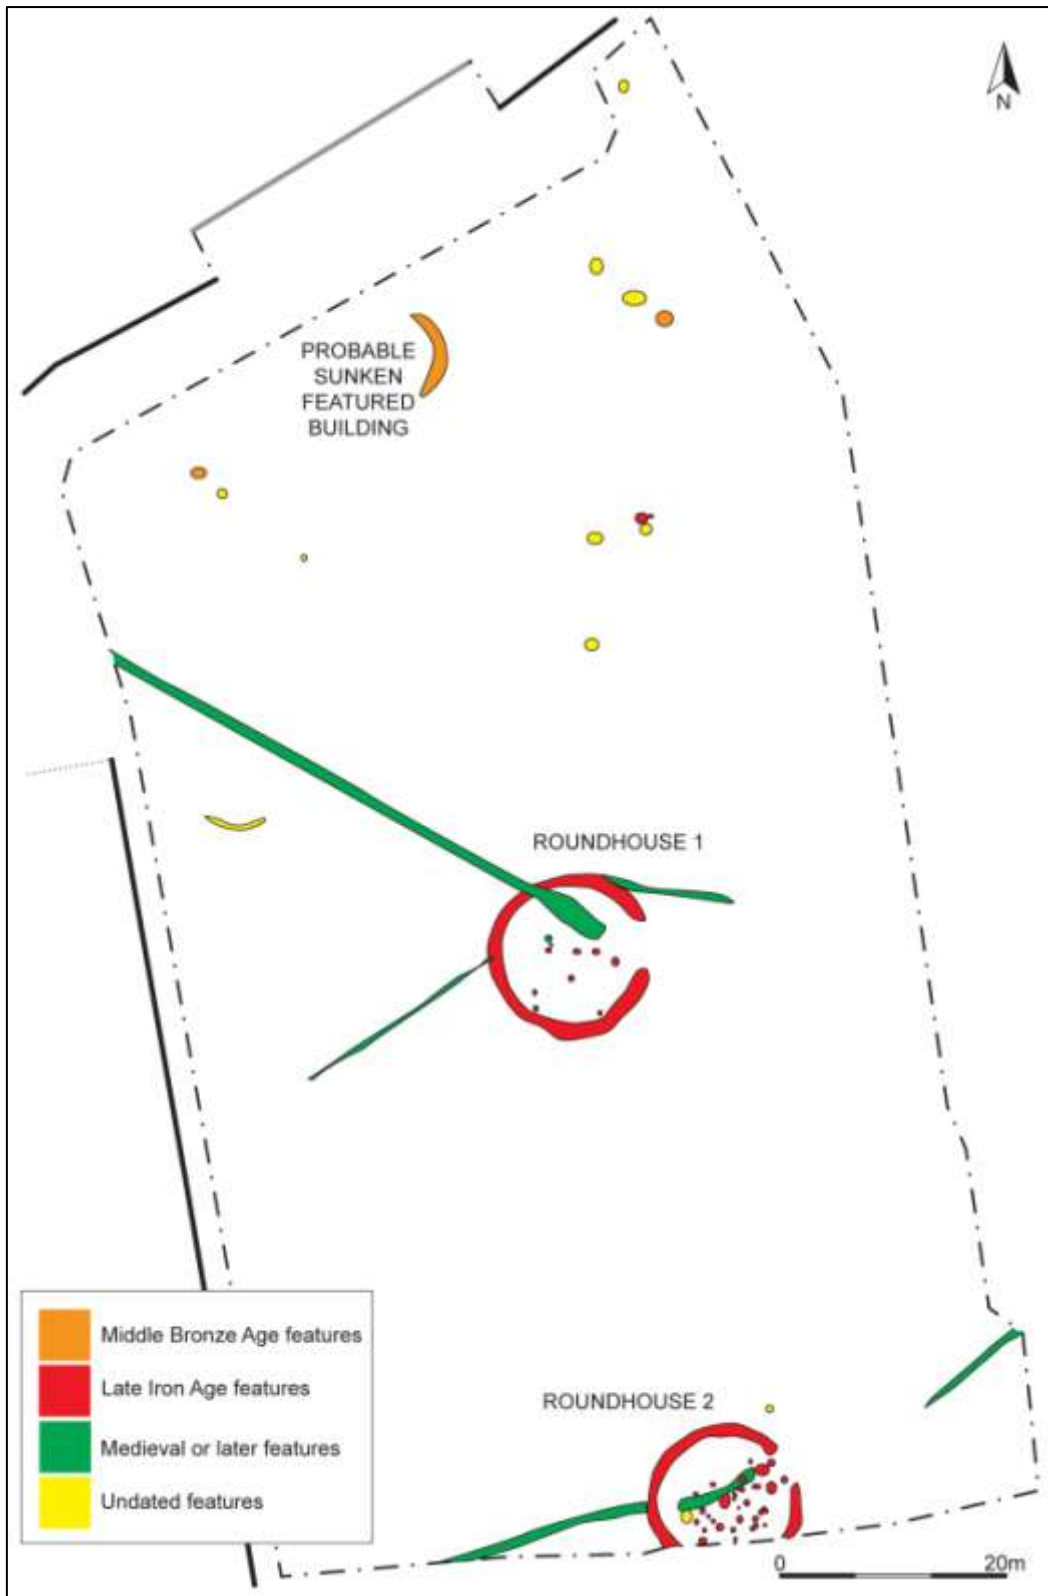 N
PROBABLE
SUNKEN
FEATURED
BUILDING
ROUNDHOUSE 1
Middle Bronze Age features
Late Iron Age features
Medieval or later features
Undated features
ROUNDHOUSE 2
0 20m